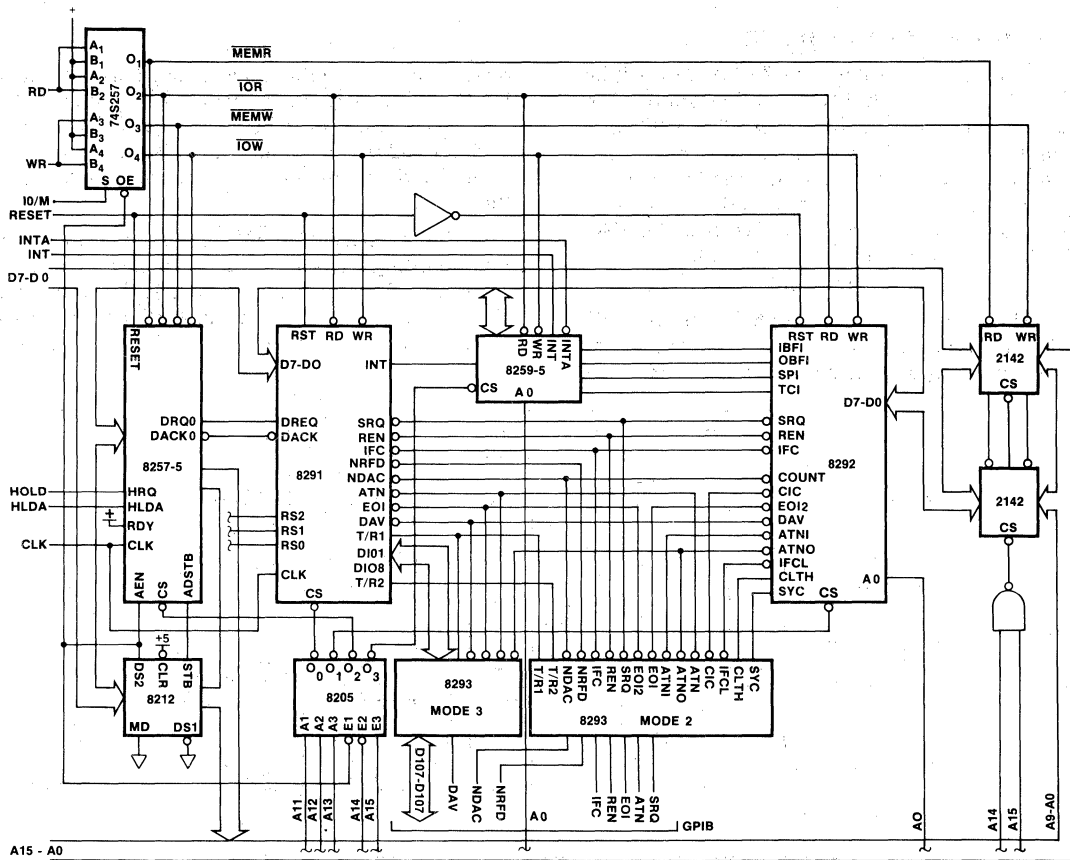 +
A1
B1
A2
B2
A3
B3
A4
B4
O1
O2
O3
O4
74S257
S OE
RD
WR
I0/M
RESET
INTA
INT
D7-D0
MEMR
IOR
MEMW
IOW
RESET
DRQ0
DACK0
8257-5
HOLD
HLDA
CLK
HRQ
HLDA
+
RDY
CLK
AEN
CS
ADSTB
+5
DS2
CLR
STB
8212
MD
DS1
RST RD WR
D7-DO
INT
DREQ
DACK
8291
SRQ
REN
IFC
NRFD
NDAC
ATN
EOI
DAV
T/R1
DI01
DIO8
T/R2
RS2
RS1
RS0
CLK
CS
RD
WR
INT
INTA
8259-5
CS
A0
RST RD WR
IBFI
OBFI
SPI
TCI
D7-D0
SRQ
REN
IFC
8292
COUNT
CIC
EOI2
DAV
ATNI
ATNO
IFCL
CLTH
SYC
A0
CS
RD WR
2142
CS
2142
CS
O0
O1
O2
O3
8205
A1
A2
A3
E1
E2
E3
8293
MODE 3
T/R1
T/R2
NDAC
NRFD
IFC
REN
SRQ
EOI2
EOI
ATNI
ATNO
ATN
CIC
IFCL
CLTH
SYC
8293 MODE 2
A11
A12
A13
A14
A15
D107-D107
DAV
NDAC
NRFD
A0
IFC
REN
EOI
ATN
SRQ
GPIB
AO
A14
A15
A9-A0
A15 - A0